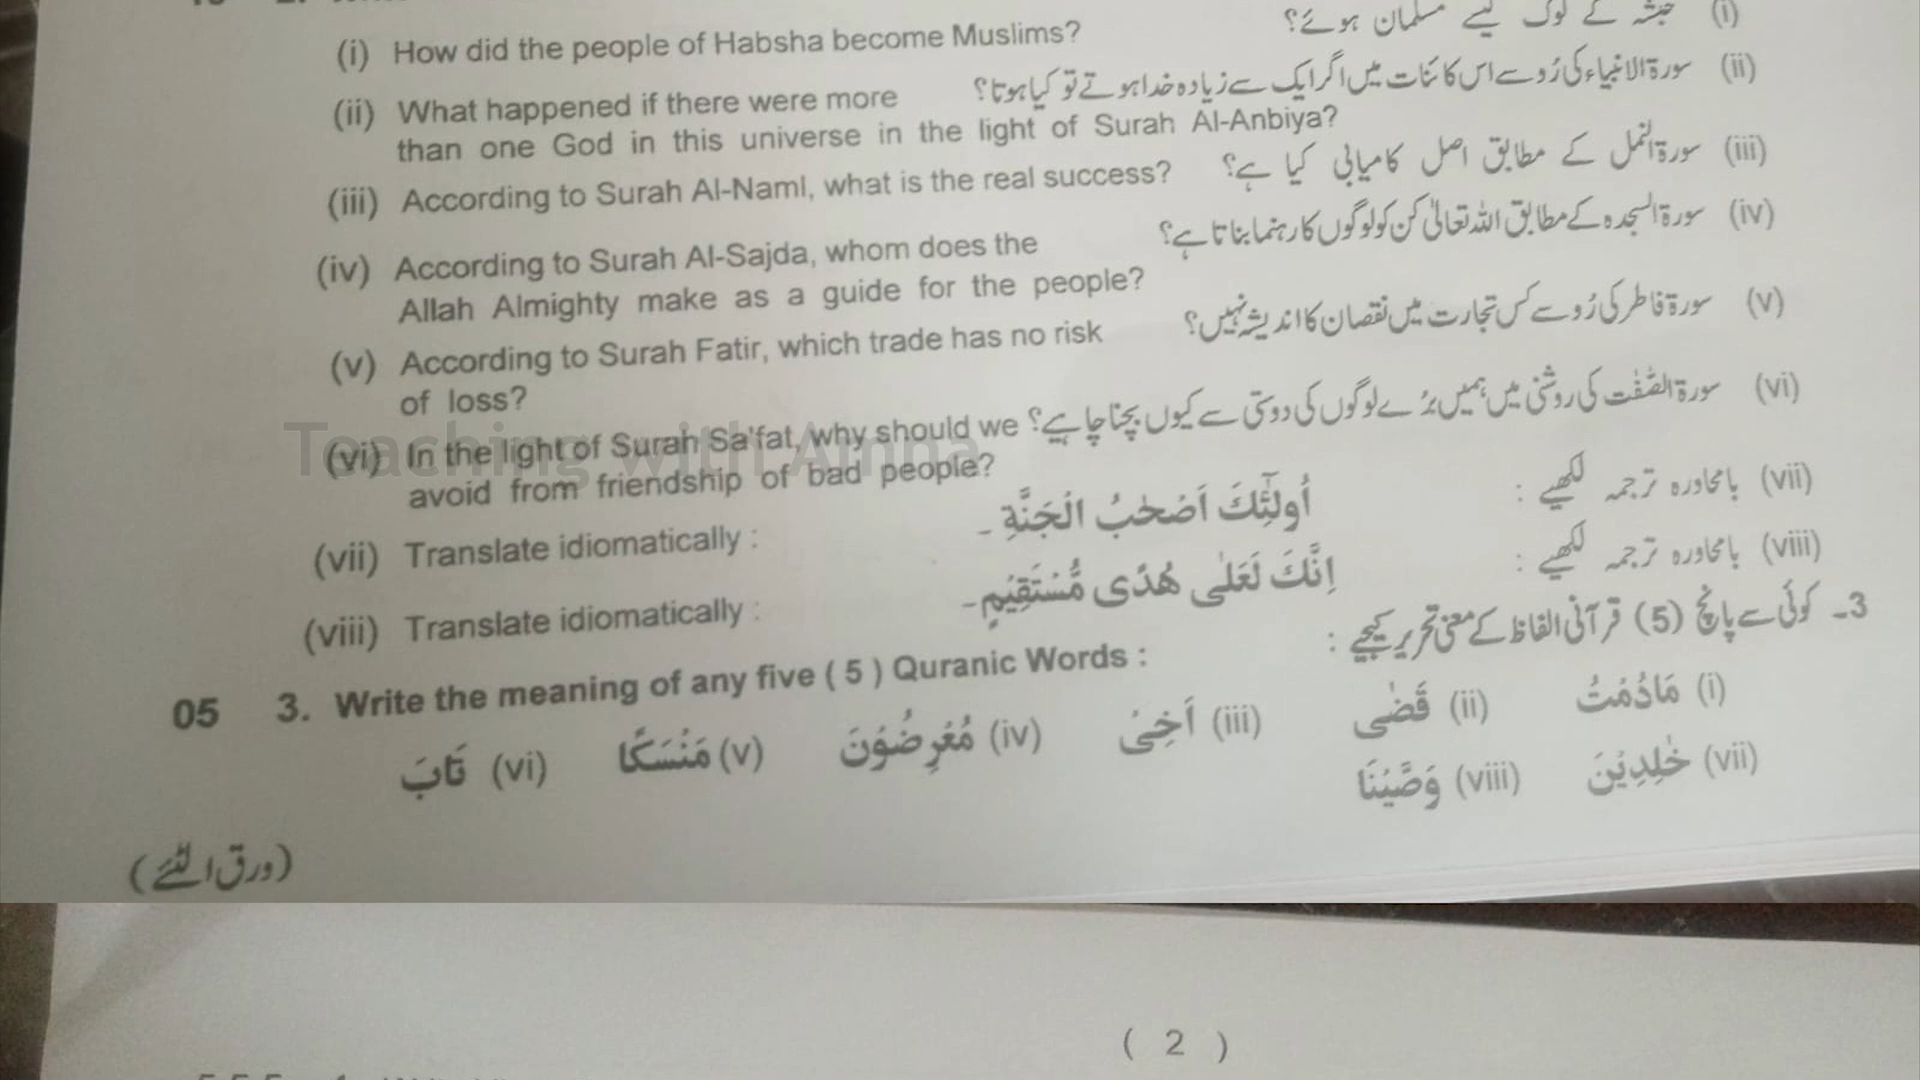 (i) How did the people of Habsha become Muslims?
(i) حبشہ کے لوگ کیسے مسلمان ہوئے؟
(ii) What happened if there were more
than one God in this universe in the light of Surah Al-Anbiya?
(ii) سورۃ الانبیاء کی رُو سے اس کائنات میں اگر ایک سے زیادہ خدا ہوتے تو کیا ہوتا؟
(iii) According to Surah Al-Naml, what is the real success?
(iii) سورۃ النمل کے مطابق اصل کامیابی کیا ہے؟
(iv) According to Surah Al-Sajda, whom does the
Allah Almighty make as a guide for the people?
(iv) سورۃ السجدہ کے مطابق اللہ تعالیٰ کن کو لوگوں کا رہنما بناتا ہے؟
(v) According to Surah Fatir, which trade has no risk
of loss?
(v) سورۃ فاطر کی رُو سے کس تجارت میں نقصان کا اندیشہ نہیں؟
(vi) In the light of Surah Sa'fat, why should we
avoid from friendship of bad people?
(vi) سورۃ الصّٰفّٰت کی روشنی میں ہمیں بُرے لوگوں کی دوستی سے کیوں بچنا چاہیے؟
Teaching with Amna
(vii) Translate idiomatically :
اُولٰٓئِكَ اَصْحٰبُ الْجَنَّةِ ۔
(vii) بامحاورہ ترجمہ لکھیے :
(viii) Translate idiomatically :
اِنَّكَ لَعَلٰى هُدًى مُّسْتَقِيْمٍ ۔
(viii) بامحاورہ ترجمہ لکھیے :
05 3. Write the meaning of any five ( 5 ) Quranic Words :
3۔ کوئی سے پانچ (5) قرآنی الفاظ کے معنی تحریر کیجیے :
(i) مَادُمْتُ (ii) قَضٰى (iii) اَخِىْ (iv) مُعْرِضُوْنَ (v) مَنْسَكًا (vi) تَابَ
(vii) خٰلِدِيْنَ (viii) وَصَّيْنَا
(ورق الٹئے)
( 2 )